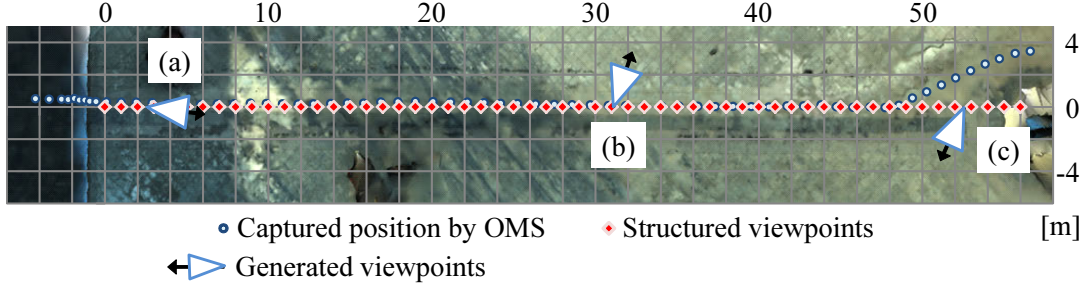 0 10 20 30 40 50
4
(a)
0
(b)
(c)
-4
Captured position by OMS Structured viewpoints [m]
Generated viewpoints